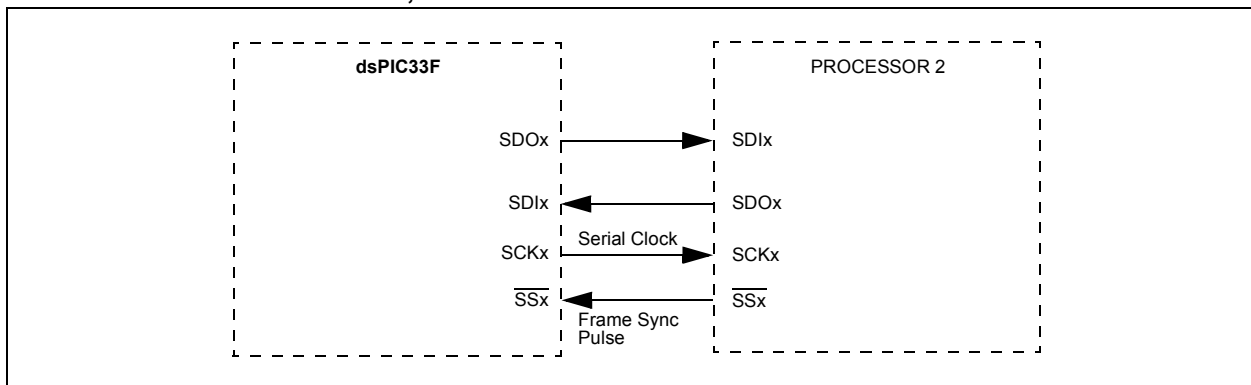 dsPIC33F PROCESSOR 2
SDOx SDIx
SDIx SDOx
Serial Clock
SCKx SCKx
SSx SSx
Frame Sync
Pulse